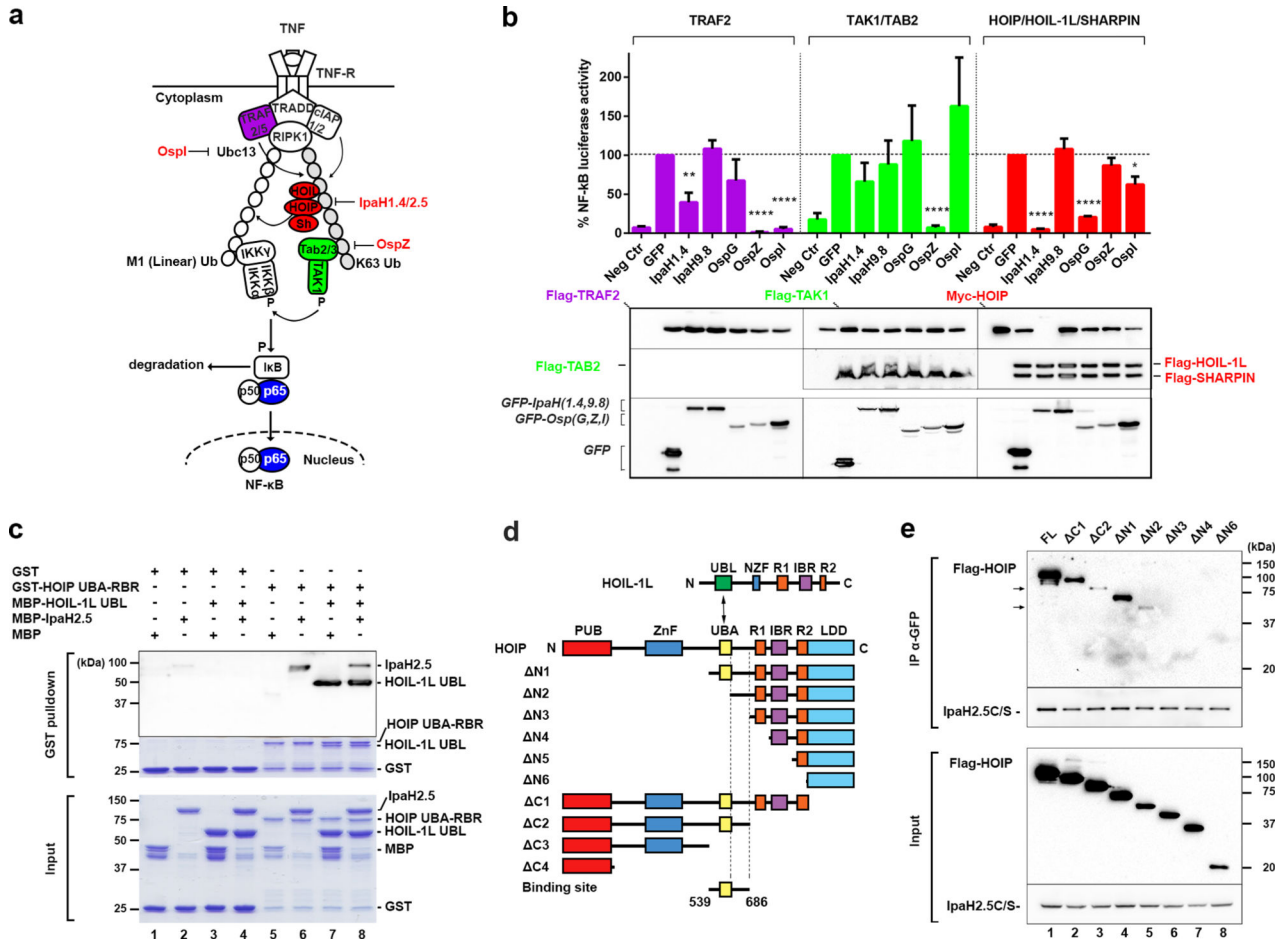 a
TNF
TNF-R
Cytoplasm
TRADD
TRAF
2/5
cIAP
1/2
RIPK1
OspI
Ubc13
HOIL
HOIP
Sh
IpaH1.4/2.5
OspZ
Tab2/3
TAK1
K63 Ub
M1 (Linear) Ub
IKKγ
IKKα
IKKβ
P
P
P
IκB
degradation
p50
p65
p50
p65
Nucleus
NF-κB
b
TRAF2
TAK1/TAB2
HOIP/HOIL-1L/SHARPIN
% NF-kB luciferase activity
200
150
100
50
0
** **** **** **** **** **** *
Neg Ctr GFP IpaH1.4 IpaH9.8 OspG OspZ OspI
Neg Ctr GFP IpaH1.4 IpaH9.8 OspG OspZ OspI
Neg Ctr GFP IpaH1.4 IpaH9.8 OspG OspZ OspI
Flag-TRAF2
Flag-TAK1
Myc-HOIP
Flag-TAB2
Flag-HOIL-1L
Flag-SHARPIN
GFP-IpaH(1.4,9.8)
GFP-Osp(G,Z,I)
GFP
c
GST + + + + - - - -
GST-HOIP UBA-RBR - - - - + + + +
MBP-HOIL-1L UBL - - + + - - + +
MBP-IpaH2.5 - + - + - + - +
MBP + - + - + - + -
GST pulldown
(kDa)
100
50
37
75
25
IpaH2.5
HOIL-1L UBL
HOIP UBA-RBR
HOIL-1L UBL
GST
Input
150
100
75
50
37
25
IpaH2.5
HOIP UBA-RBR
HOIL-1L UBL
MBP
GST
1 2 3 4 5 6 7 8
d
UBL NZF R1 IBR R2
HOIL-1L N C
PUB ZnF UBA R1 IBR R2 LDD
HOIP N C
ΔN1
ΔN2
ΔN3
ΔN4
ΔN5
ΔN6
ΔC1
ΔC2
ΔC3
ΔC4
Binding site
539 686
e
FL ΔC1 ΔC2 ΔN1 ΔN2 ΔN3 ΔN4 ΔN6
(kDa)
IP α-GFP
Flag-HOIP
150
100
75
50
37
20
IpaH2.5C/S
Input
Flag-HOIP
150
100
75
50
37
20
IpaH2.5C/S
1 2 3 4 5 6 7 8